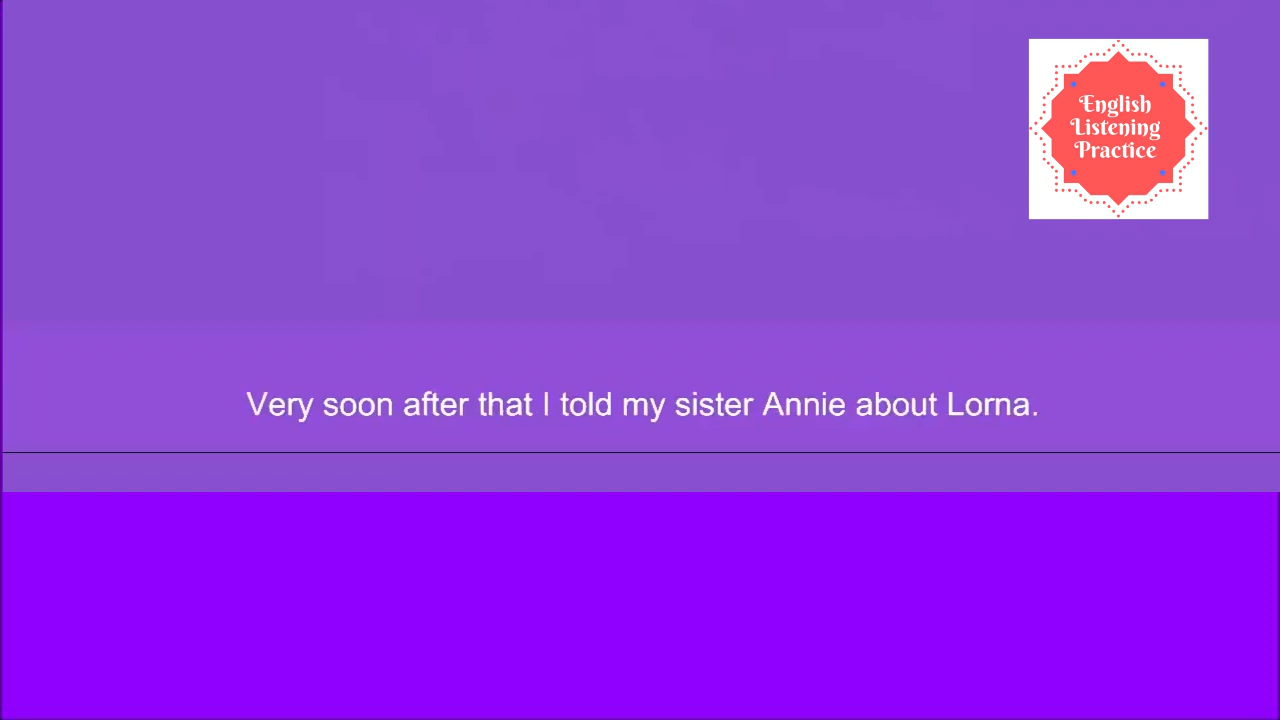 English
Listening
Practice
Very soon after that I told my sister Annie about Lorna.